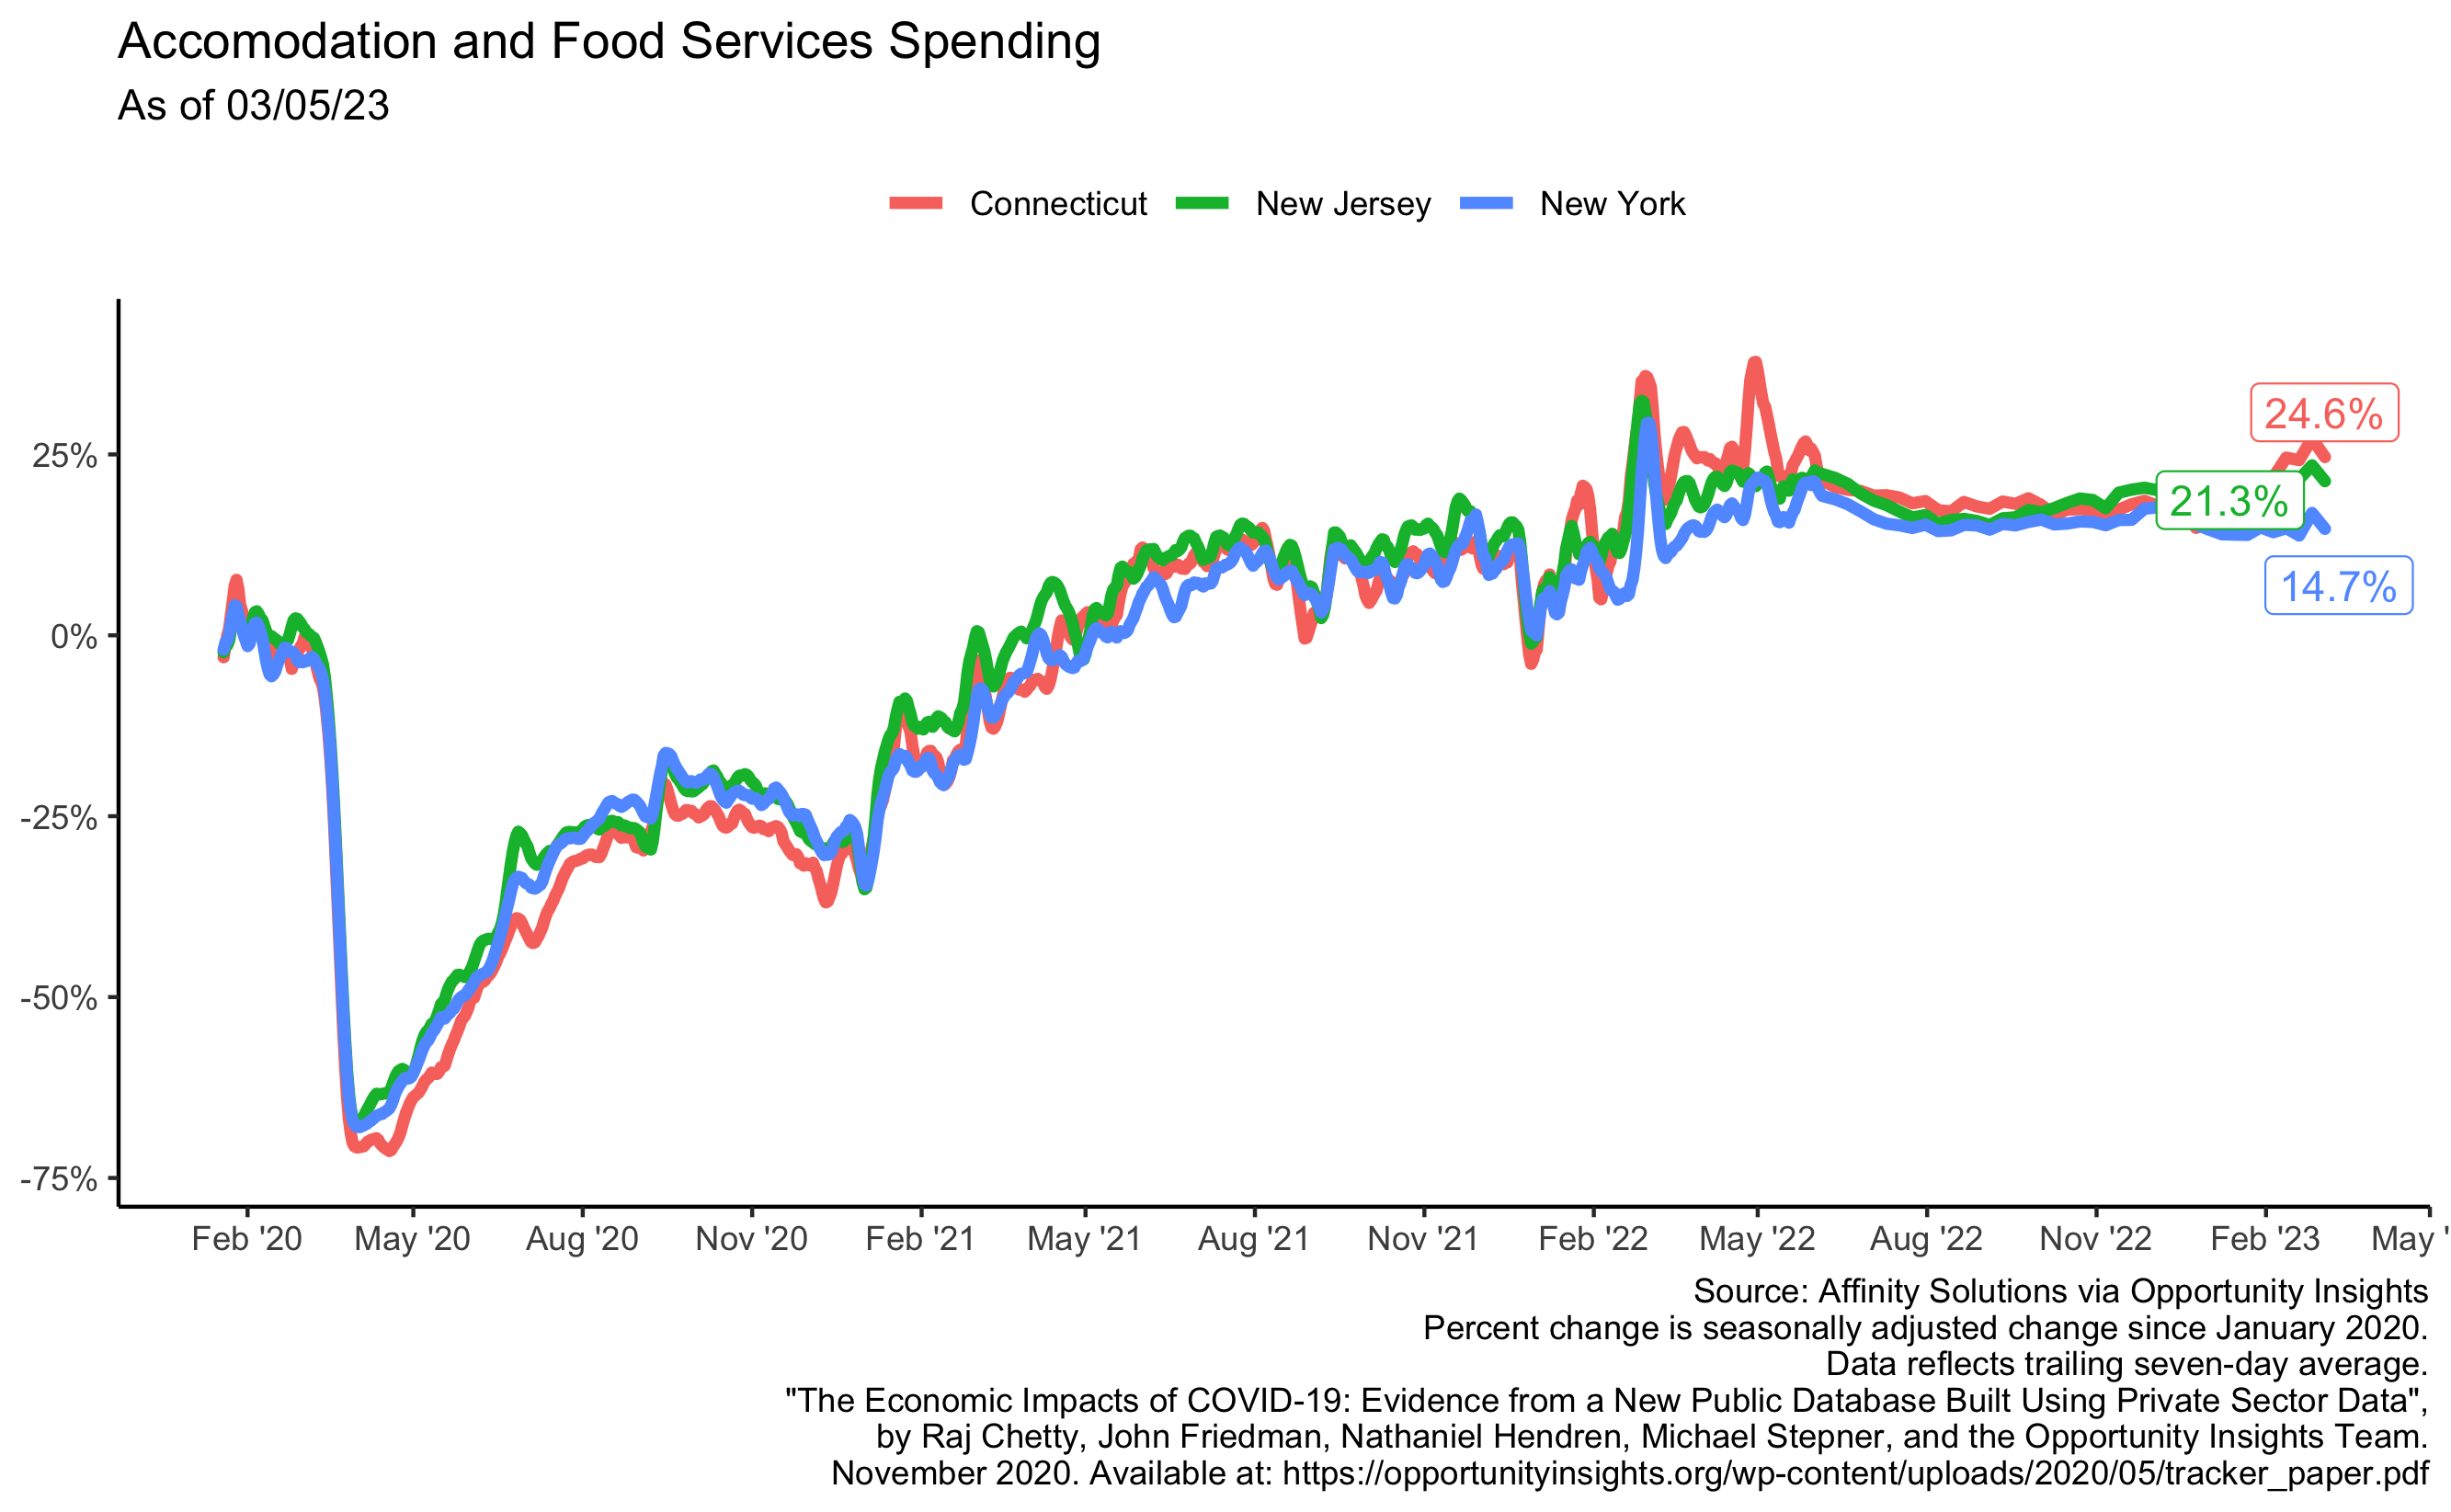 Accomodation and Food Services Spending
As of 03/05/23
Connecticut New Jersey New York
25%
0%
-25%
-50%
-75%
24.6%
21.3%
14.7%
Feb '20 May '20 Aug '20 Nov '20 Feb '21 May '21 Aug '21 Nov '21 Feb '22 May '22 Aug '22 Nov '22 Feb '23 May '
Source: Affinity Solutions via Opportunity Insights
Percent change is seasonally adjusted change since January 2020.
Data reflects trailing seven-day average.
"The Economic Impacts of COVID-19: Evidence from a New Public Database Built Using Private Sector Data",
by Raj Chetty, John Friedman, Nathaniel Hendren, Michael Stepner, and the Opportunity Insights Team.
November 2020. Available at: https://opportunityinsights.org/wp-content/uploads/2020/05/tracker_paper.pdf